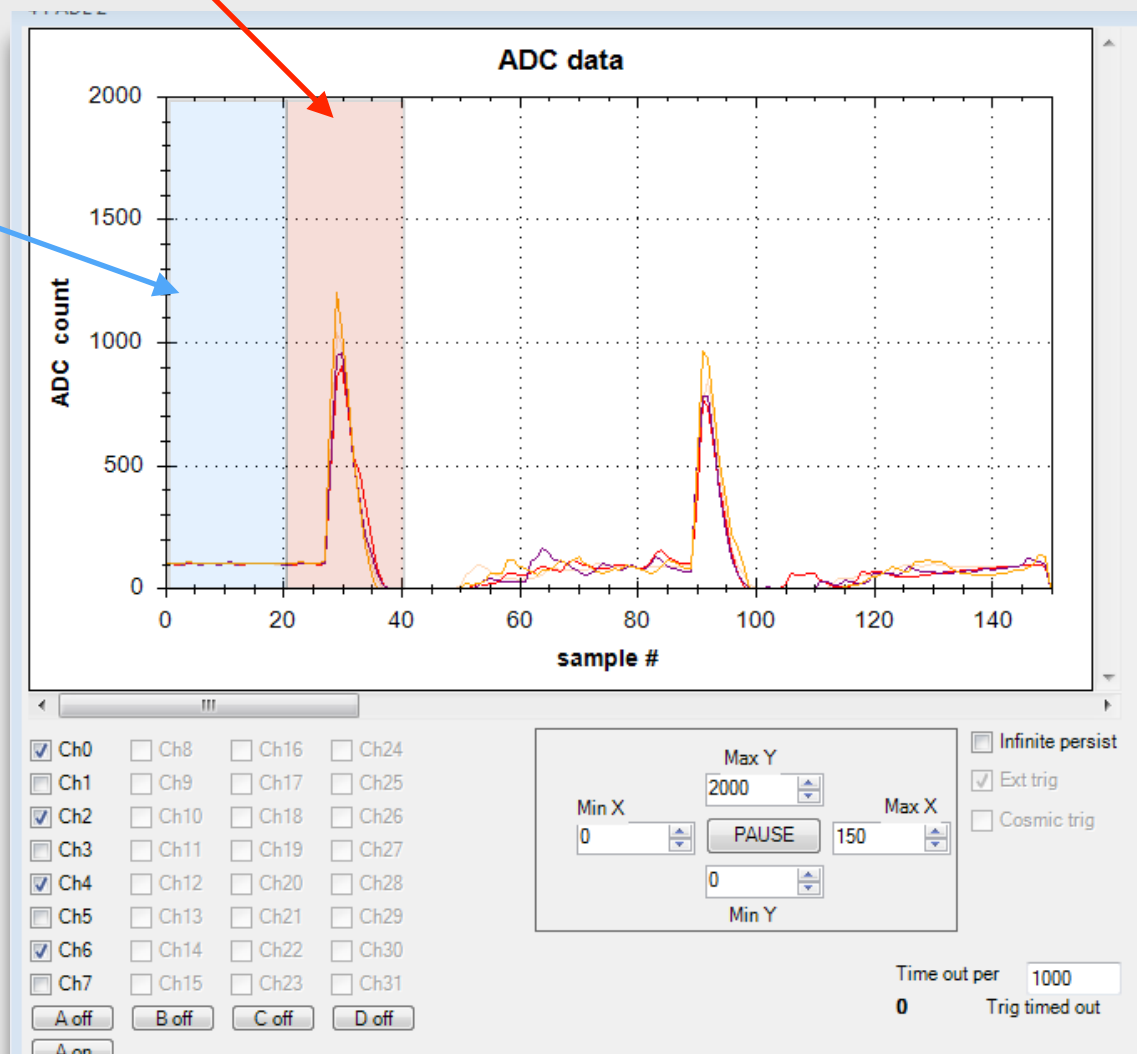 ADC data
2000
1500
1000
500
0
ADC count
0 20 40 60 80 100 120 140
sample #
Ch0 Ch8 Ch16 Ch24
Ch1 Ch9 Ch17 Ch25
Ch2 Ch10 Ch18 Ch26
Ch3 Ch11 Ch19 Ch27
Ch4 Ch12 Ch20 Ch28
Ch5 Ch13 Ch21 Ch29
Ch6 Ch14 Ch22 Ch30
Ch7 Ch15 Ch23 Ch31
A off B off C off D off
A on
Max Y
2000
Min X Max X
0 PAUSE 150
0
Min Y
Infinite persist
Ext trig
Cosmic trig
Time out per 1000
0 Trig timed out